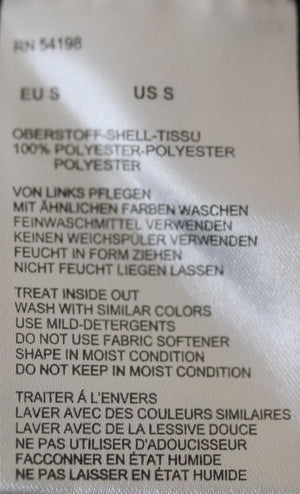 RN 54198
EU S US S
OBERSTOFF-SHELL-TISSU
100% POLYESTER-POLYESTER
POLYESTER
VON LINKS PFLEGEN
MIT ÄHNLICHEN FARBEN WASCHEN
FEINWASCHMITTEL VERWENDEN
KEINEN WEICHSPÜLER VERWENDEN
FEUCHT IN FORM ZIEHEN
NICHT FEUCHT LIEGEN LASSEN
TREAT INSIDE OUT
WASH WITH SIMILAR COLORS
USE MILD-DETERGENTS
DO NOT USE FABRIC SOFTENER
SHAPE IN MOIST CONDITION
DO NOT KEEP IN MOIST CONDITION
TRAITER Á L'ENVERS
LAVER AVEC DES COULEURS SIMILAIRES
LAVER AVEC DE LA LESSIVE DOUCE
NE PAS UTILISER D'ADOUCISSEUR
FACCONNER EN ÉTAT HUMIDE
NE PAS LAISSER EN ÉTAT HUMIDE